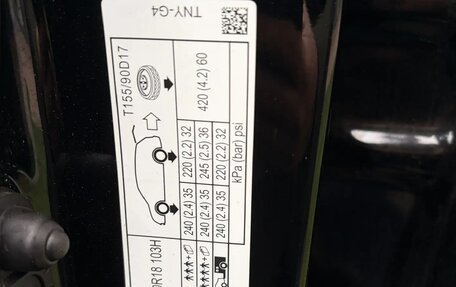 TNY-G4
T155/90D17
0R18 103H
240 (2.4) 35 220 (2.2) 32
240 (2.4) 35 245 (2.5) 36 420 (4.2) 60
240 (2.4) 35 220 (2.2) 32
kPa (bar) psi